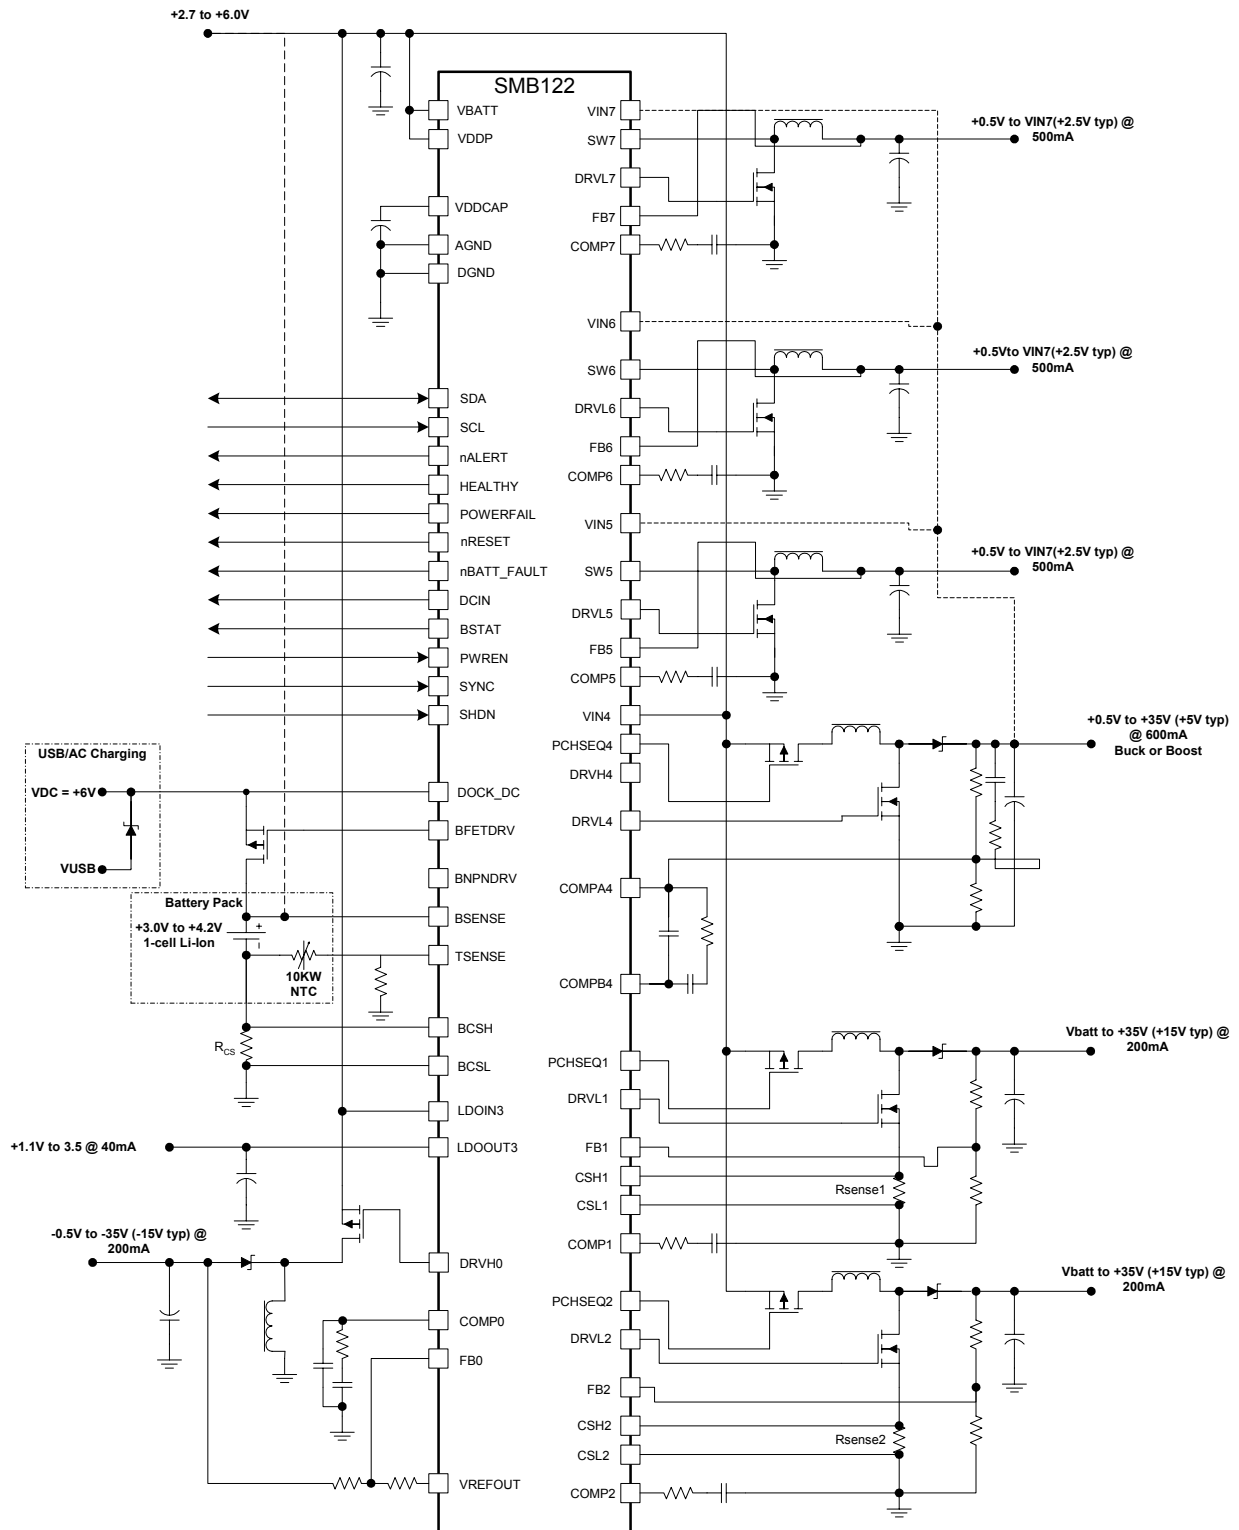 +2.7 to +6.0V
SMB122
VBATT
VDDP
VDDCAP
AGND
DGND
SDA
SCL
nALERT
HEALTHY
POWERFAIL
nRESET
nBATT_FAULT
DCIN
BSTAT
PWREN
SYNC
SHDN
USB/AC Charging
VDC = +6V
VUSB
DOCK_DC
BFETDRV
BNPNDRV
Battery Pack
+3.0V to +4.2V
1-cell Li-Ion
+
10KW
NTC
BSENSE
TSENSE
BCSH
RCS
BCSL
LDOIN3
+1.1V to 3.5 @ 40mA
LDOOUT3
-0.5V to -35V (-15V typ) @
200mA
DRVH0
COMP0
FB0
VREFOUT
VIN7
SW7
DRVL7
FB7
COMP7
+0.5V to VIN7(+2.5V typ) @
500mA
VIN6
SW6
DRVL6
FB6
COMP6
+0.5Vto VIN7(+2.5V typ) @
500mA
VIN5
SW5
DRVL5
FB5
COMP5
+0.5V to VIN7(+2.5V typ) @
500mA
VIN4
PCHSEQ4
DRVH4
DRVL4
COMPA4
COMPB4
+0.5V to +35V (+5V typ)
@ 600mA
Buck or Boost
PCHSEQ1
DRVL1
FB1
CSH1
Rsense1
CSL1
COMP1
Vbatt to +35V (+15V typ) @
200mA
PCHSEQ2
DRVL2
FB2
CSH2
Rsense2
CSL2
COMP2
Vbatt to +35V (+15V typ) @
200mA